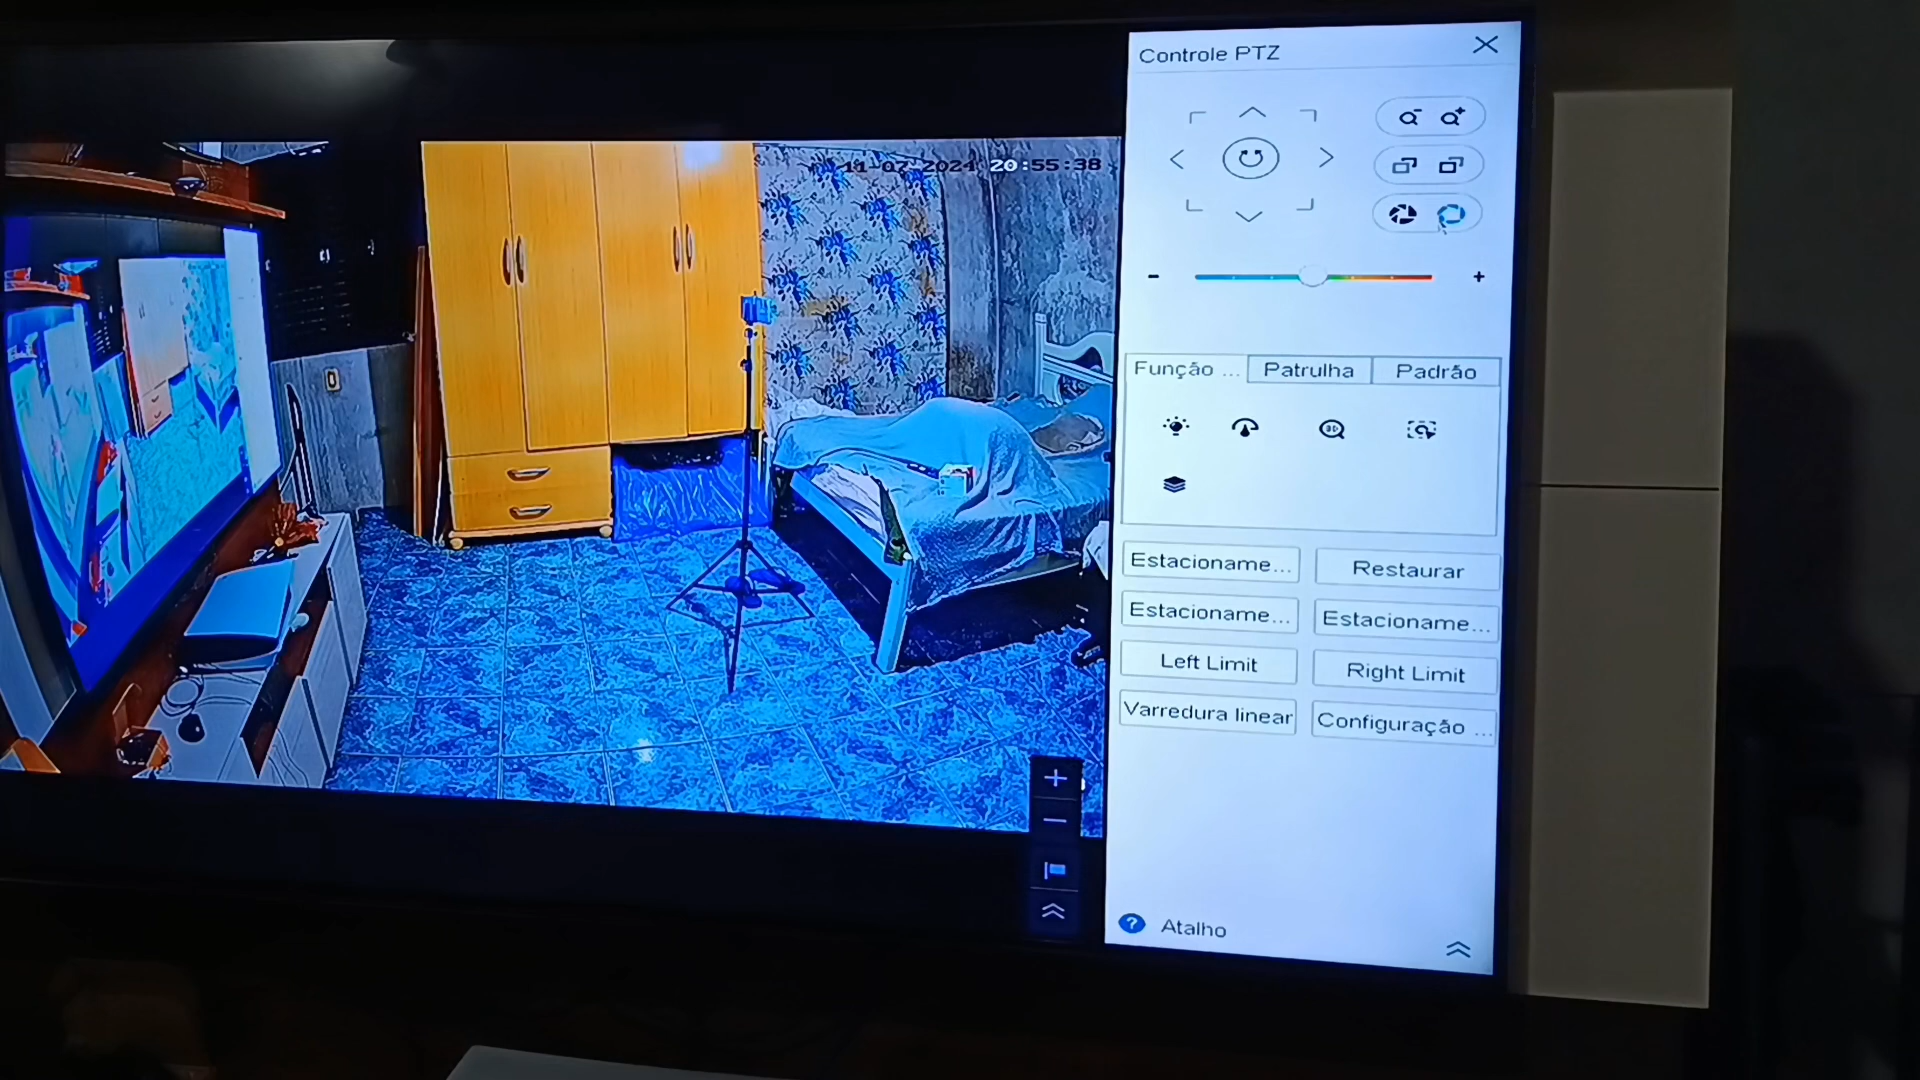 Controle PTZ
11-07-2024 20:55:38
Função ...
Patrulha
Padrão
Estacioname...
Restaurar
Estacioname...
Estacioname...
Left Limit
Right Limit
Varredura linear
Configuração ...
Atalho